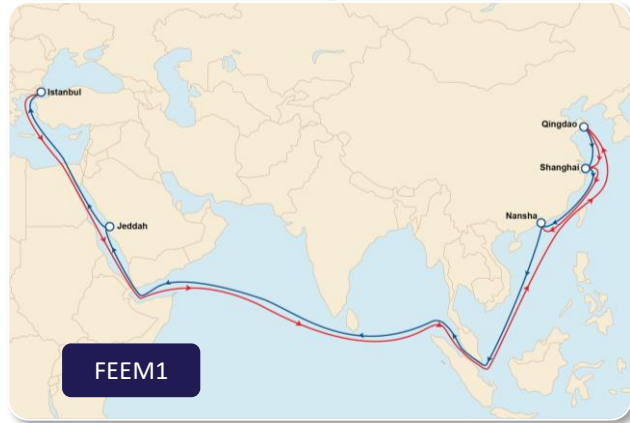 Istanbul
Qingdao
Shanghai
Nansha
Jeddah
FEEM1